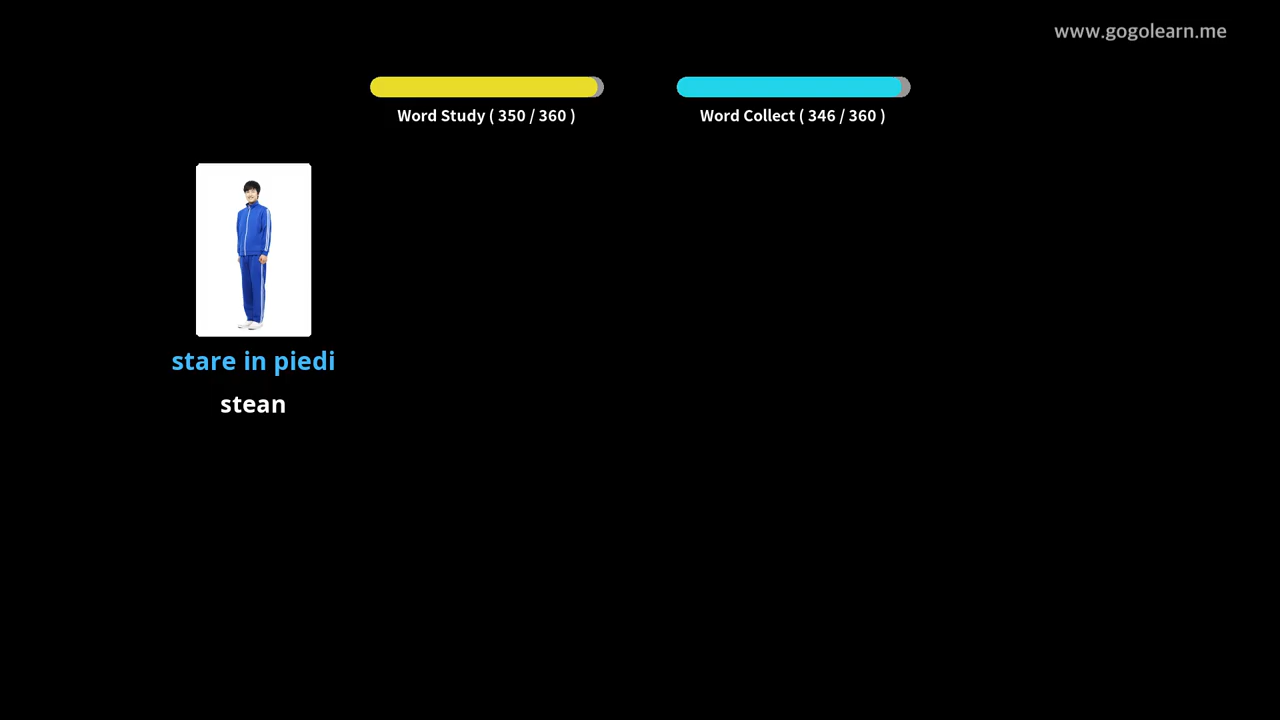 www.gogolearn.me
Word Study ( 350 / 360 )
Word Collect ( 346 / 360 )
stare in piedi
stean